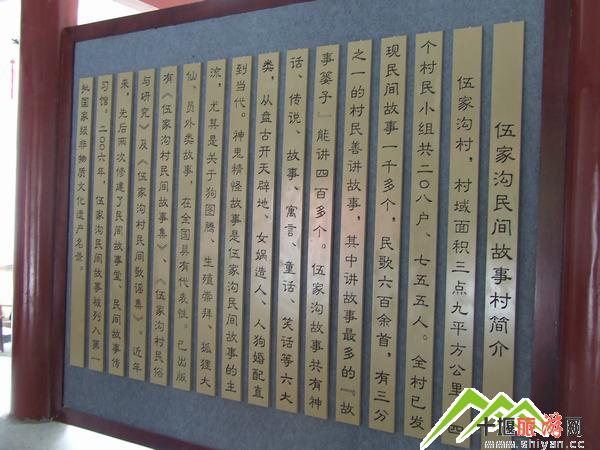 伍家沟民间故事村简介
伍家沟村，村域面积三点九平方公里，四
个村民小组共二〇八户、七五五人。全村已发
现民间故事一千多个，民歌六百余首，有三分
之一的村民善讲故事，其中讲故事最多的『故
事篓子』能讲四百多个。伍家沟故事共有神
话、传说、故事、寓言、童话、笑话等六大
类，从盘古开天辟地、女娲造人、人狗婚配直
到当代。神鬼精怪故事是伍家沟民间故事的主
流，尤其是关于狗图腾、生殖崇拜、狐狸大
仙、员外类故事，在全国具有代表性。已出版
有《伍家沟村民间故事集》、《伍家沟村民俗
与研究》及《伍家沟村民间歌谣集》。近年
来，先后两次修建了民间故事堂、民间故事传
习馆。二〇〇六年，伍家沟民间故事被列入第一
批国家级非物质文化遗产名录。
十堰旅游网
www.shiyan.cc